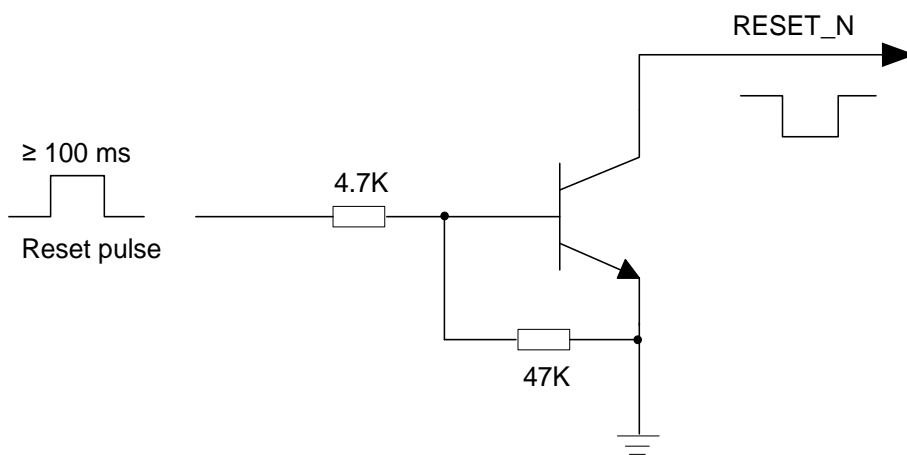 RESET_N
≥ 100 ms
4.7K
Reset pulse
47K